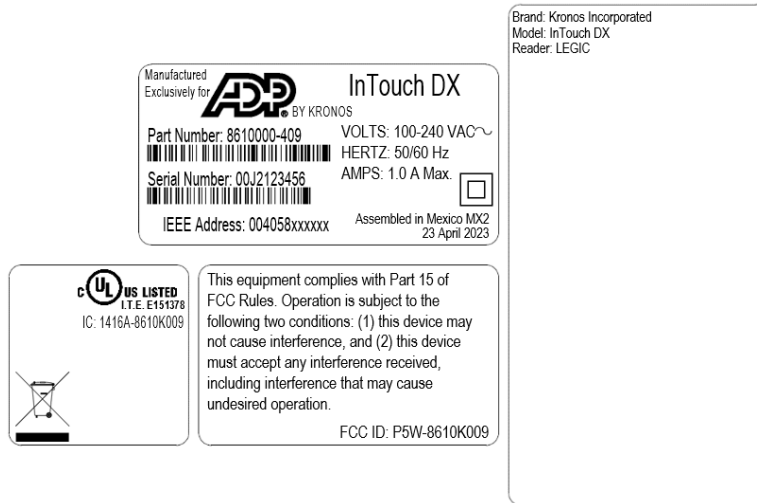 Brand: Kronos Incorporated
Model: InTouch DX
Reader: LEGIC
Manufactured
Exclusively for
ADP®
BY KRONOS
InTouch DX
Part Number: 8610000-409
Serial Number: 00J2123456
IEEE Address: 004058xxxxxx
VOLTS: 100-240 VAC~
HERTZ: 50/60 Hz
AMPS: 1.0 A Max.
Assembled in Mexico MX2
23 April 2023
C UL US LISTED
I.T.E. E151378
IC: 1416A-8610K009
This equipment complies with Part 15 of
FCC Rules. Operation is subject to the
following two conditions: (1) this device may
not cause interference, and (2) this device
must accept any interference received,
including interference that may cause
undesired operation.
FCC ID: P5W-8610K009